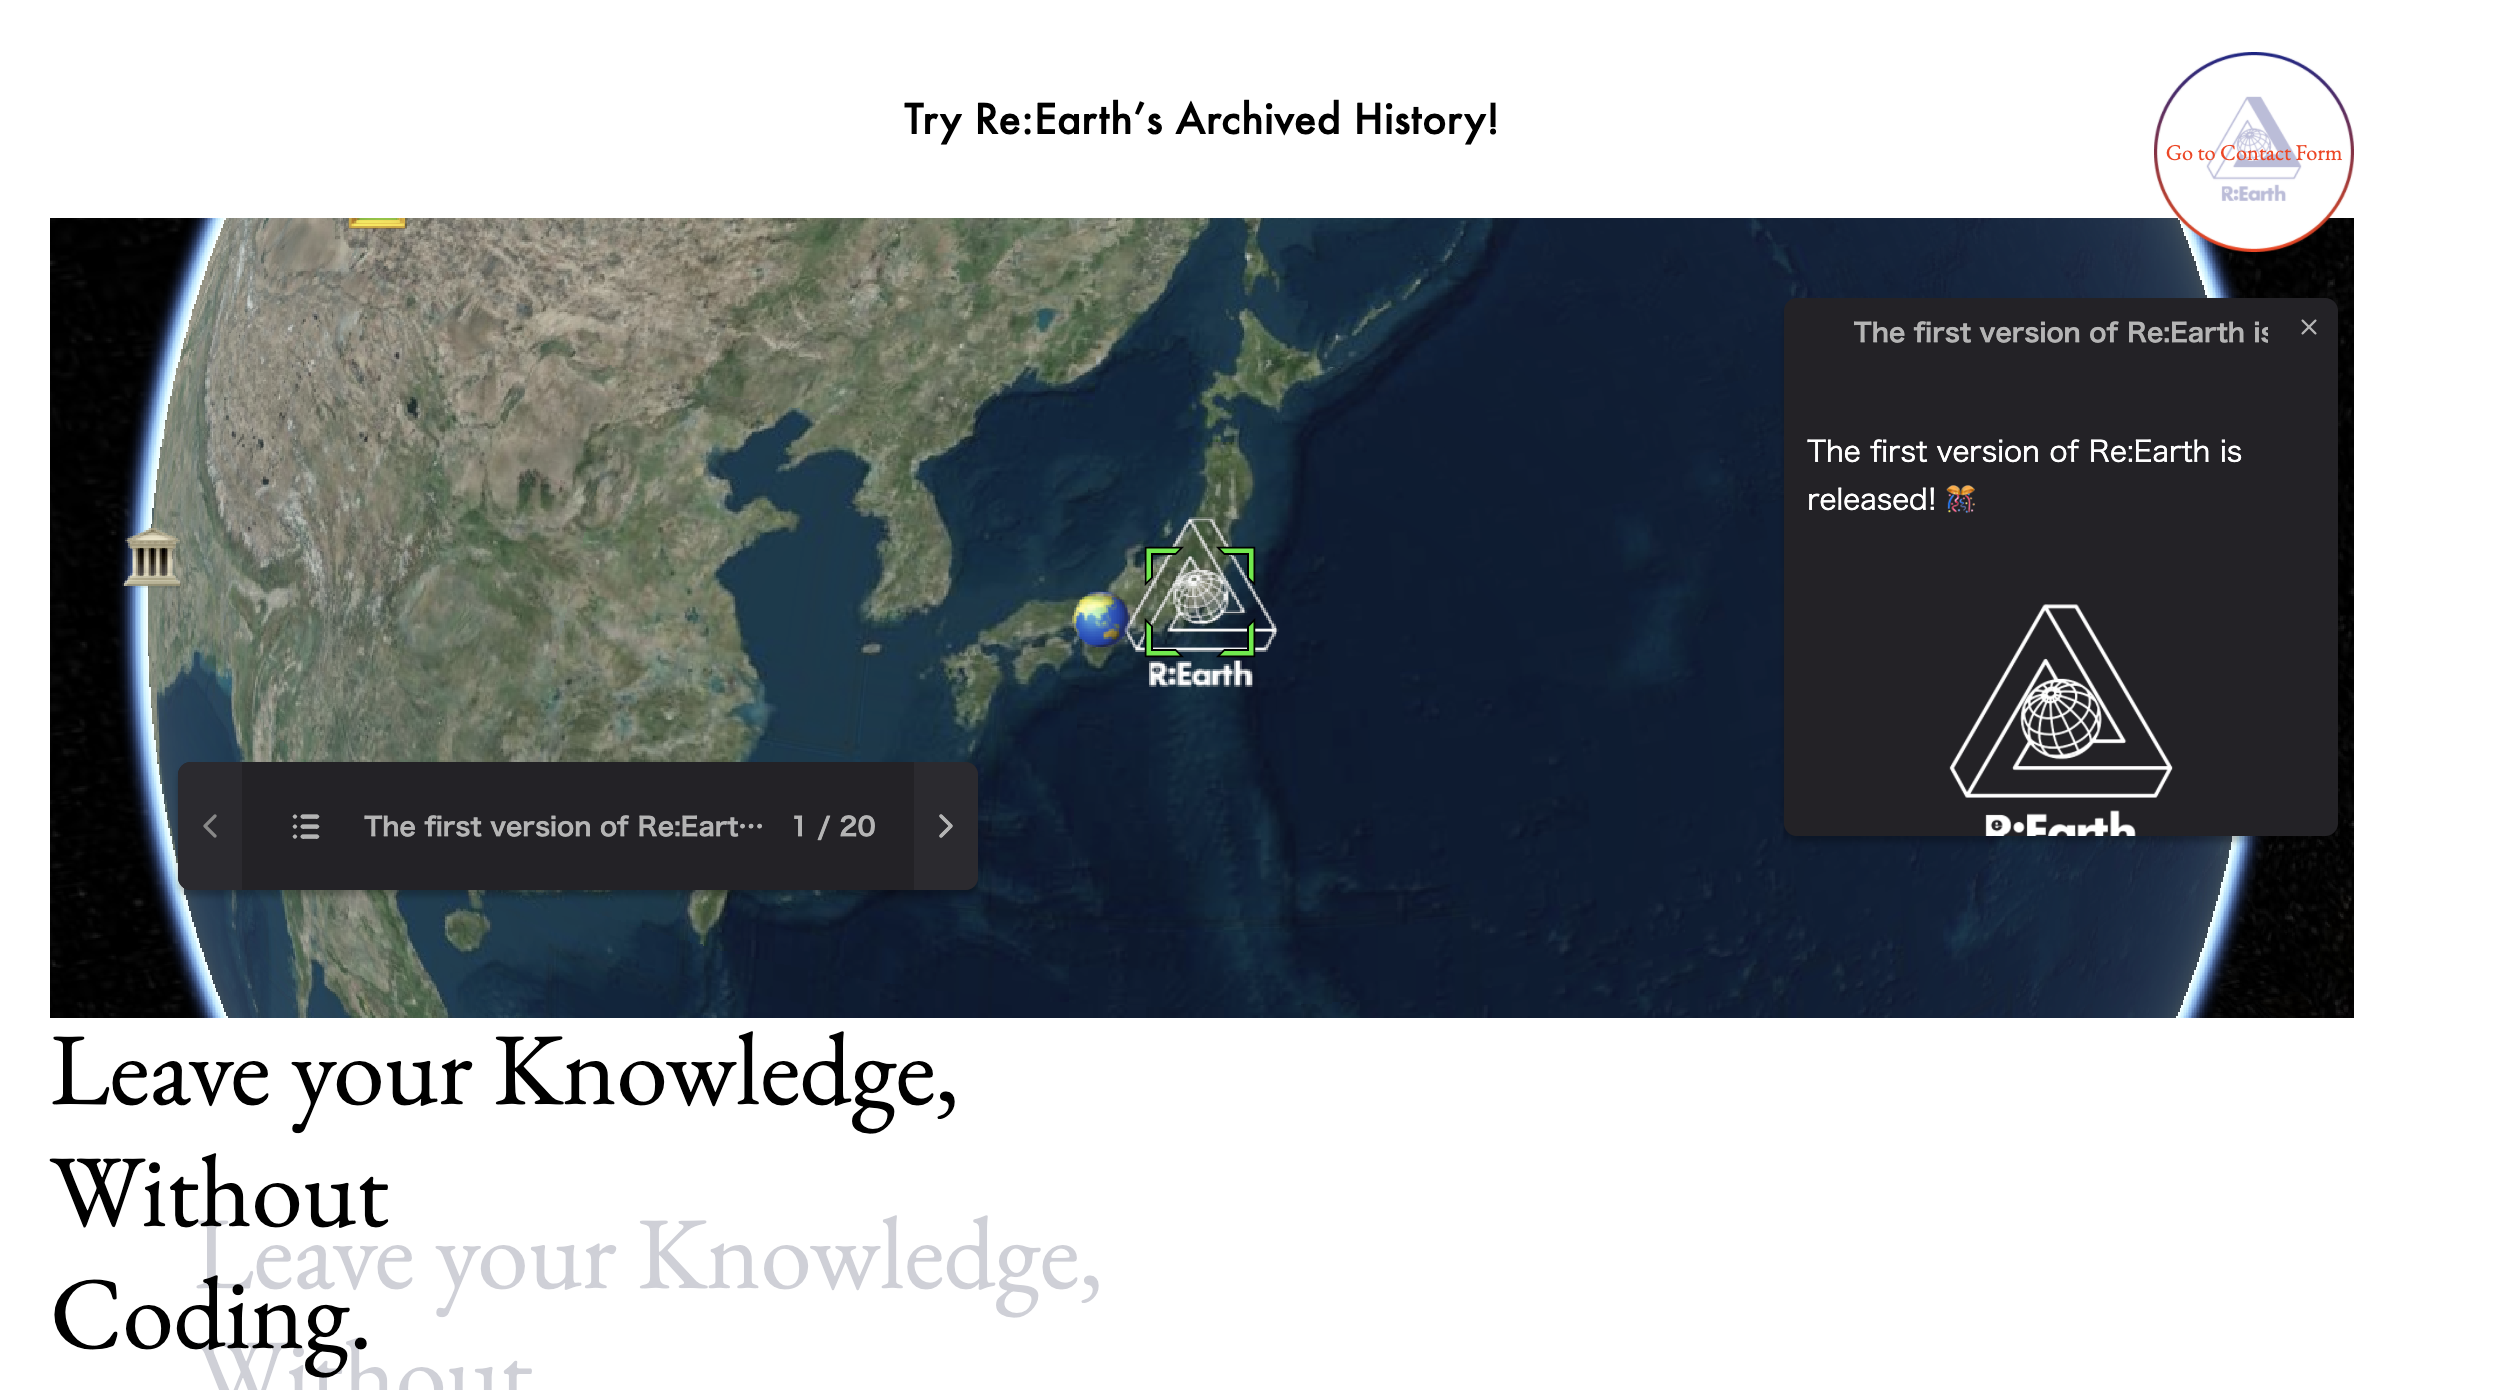 Try Re:Earth’s Archived History!
Go to Contact Form
R:Earth
The first version of Re:Earth is
The first version of Re:Earth is
released! 🎊
R:Earth
R:Earth
The first version of Re:Eart… 1 / 20
Leave your Knowledge,
Without
Coding.
Leave your Knowledge,
Without